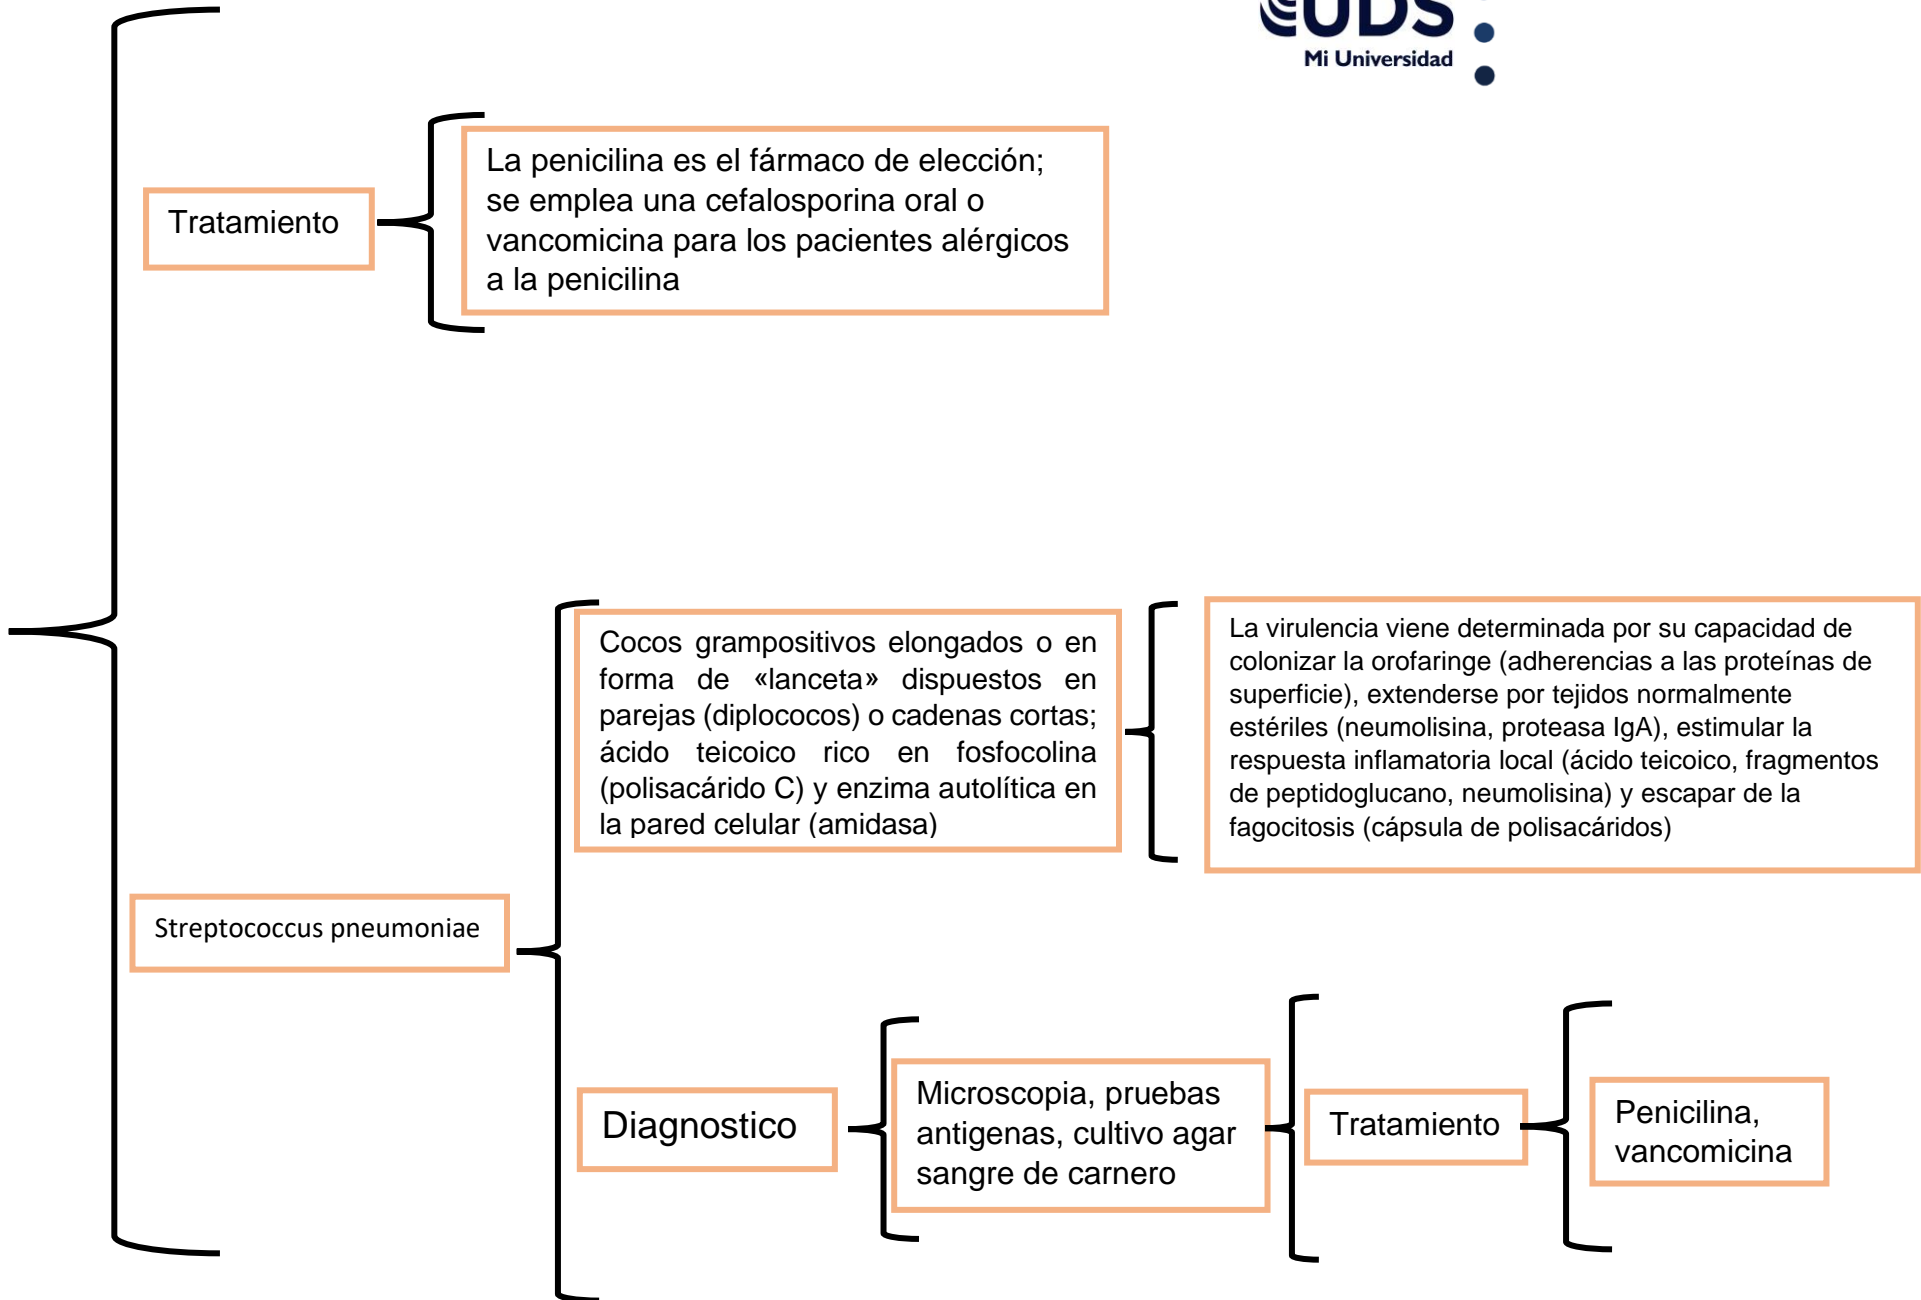 UDS
Mi Universidad
Tratamiento
La penicilina es el fármaco de elección;
se emplea una cefalosporina oral o
vancomicina para los pacientes alérgicos
a la penicilina
Streptococcus pneumoniae
Cocos grampositivos elongados o en
forma de «lanceta» dispuestos en
parejas (diplococos) o cadenas cortas;
ácido teicoico rico en fosfocolina
(polisacárido C) y enzima autolítica en
la pared celular (amidasa)
La virulencia viene determinada por su capacidad de
colonizar la orofaringe (adherencias a las proteínas de
superficie), extenderse por tejidos normalmente
estériles (neumolisina, proteasa IgA), estimular la
respuesta inflamatoria local (ácido teicoico, fragmentos
de peptidoglucano, neumolisina) y escapar de la
fagocitosis (cápsula de polisacáridos)
Diagnostico
Microscopia, pruebas
antigenas, cultivo agar
sangre de carnero
Tratamiento
Penicilina,
vancomicina